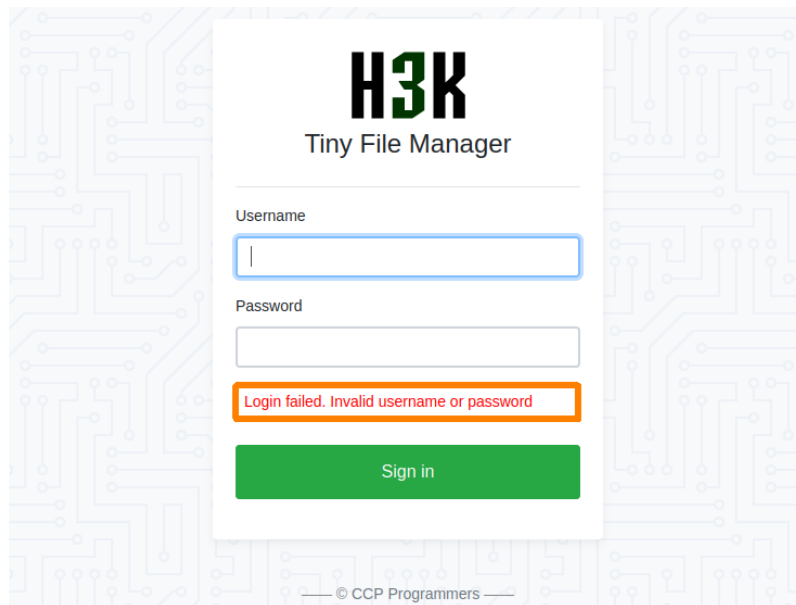 H3K
Tiny File Manager
Username
Password
Login failed. Invalid username or password
Sign in
—— © CCP Programmers ——